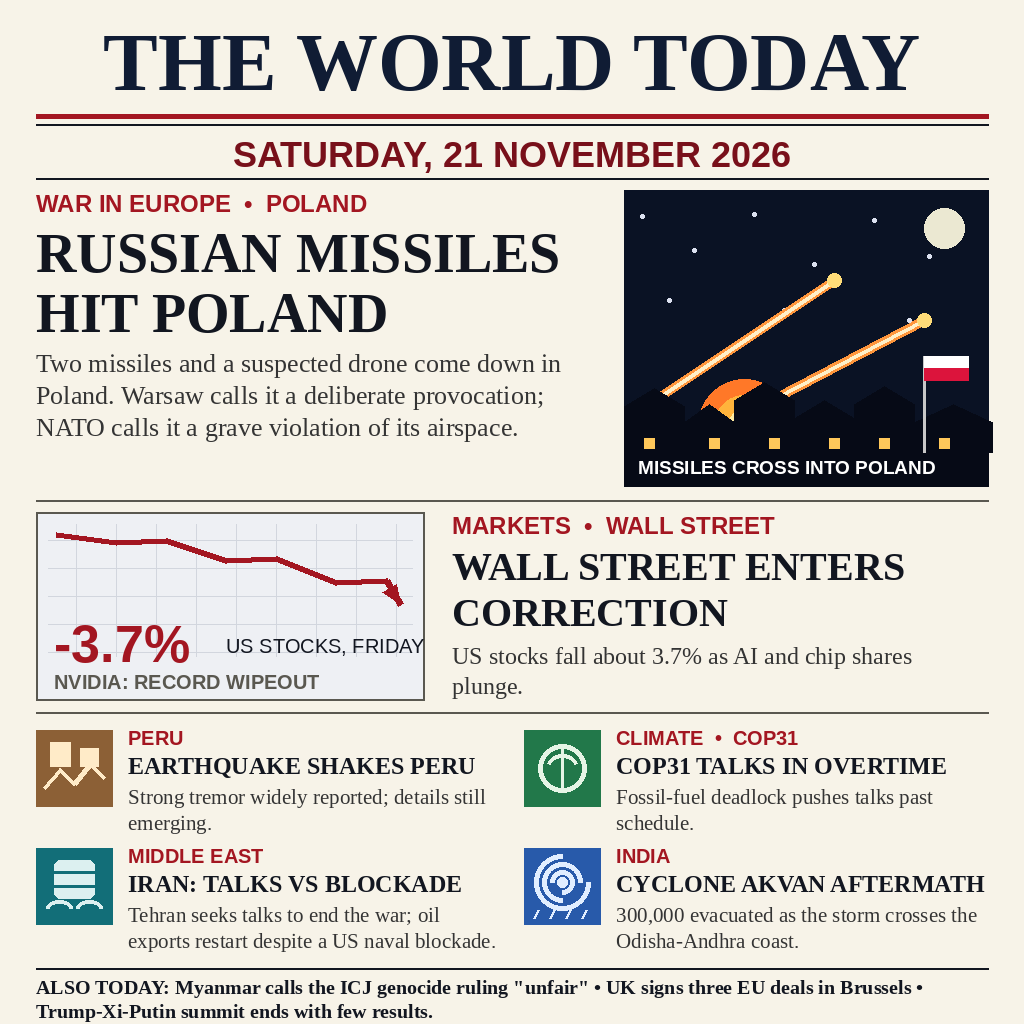 THE WORLD TODAY
SATURDAY, 21 NOVEMBER 2026
WAR IN EUROPE • POLAND
RUSSIAN MISSILES
HIT POLAND
Two missiles and a suspected drone come down in
Poland. Warsaw calls it a deliberate provocation;
NATO calls it a grave violation of its airspace.
MISSILES CROSS INTO POLAND
-3.7%
US STOCKS, FRIDAY
NVIDIA: RECORD WIPEOUT
MARKETS • WALL STREET
WALL STREET ENTERS
CORRECTION
US stocks fall about 3.7% as AI and chip shares
plunge.
PERU
EARTHQUAKE SHAKES PERU
Strong tremor widely reported; details still
emerging.
CLIMATE • COP31
COP31 TALKS IN OVERTIME
Fossil-fuel deadlock pushes talks past
schedule.
MIDDLE EAST
IRAN: TALKS VS BLOCKADE
Tehran seeks talks to end the war; oil
exports restart despite a US naval blockade.
INDIA
CYCLONE AKVAN AFTERMATH
300,000 evacuated as the storm crosses the
Odisha-Andhra coast.
ALSO TODAY: Myanmar calls the ICJ genocide ruling "unfair" • UK signs three EU deals in Brussels •
Trump-Xi-Putin summit ends with few results.